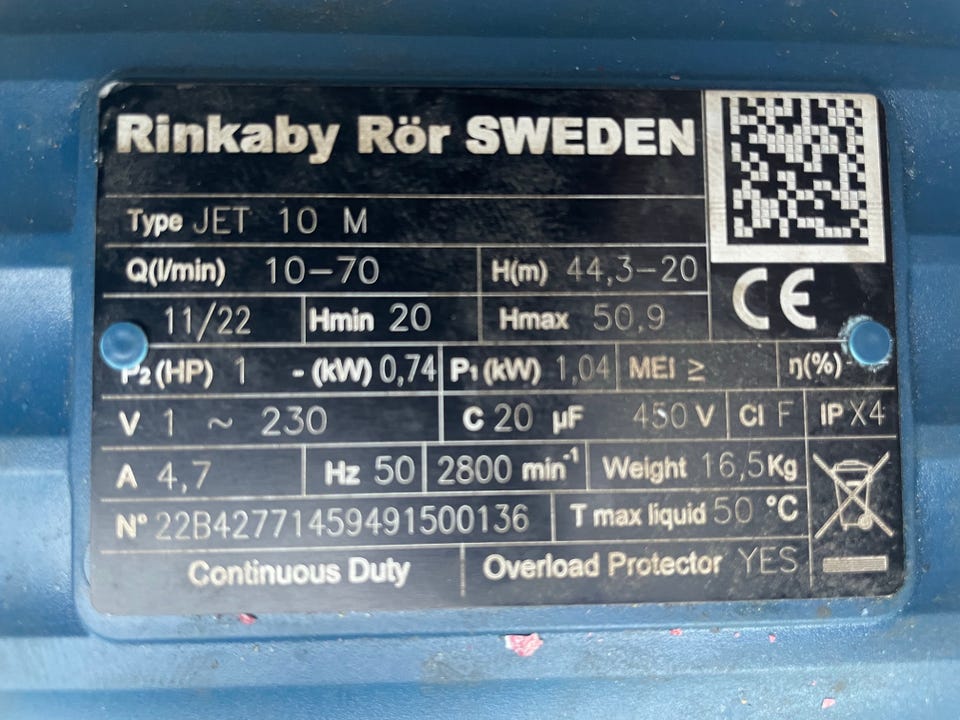 Rinkaby Rör SWEDEN
Type JET 10 M
Q(l/min) 10-70 H(m) 44,3-20
11/22 Hmin 20 Hmax 50,9
CE
P2 (HP) 1 - (kW) 0,74 P1 (kW) 1,04 MEI ≥ η(%)
V 1 ~ 230 C 20 µF 450 V Cl F IP X4
A 4,7 Hz 50 2800 min-1 Weight 16,5Kg
N° 22B42771459491500136 T max liquid 50 °C
Continuous Duty Overload Protector YES